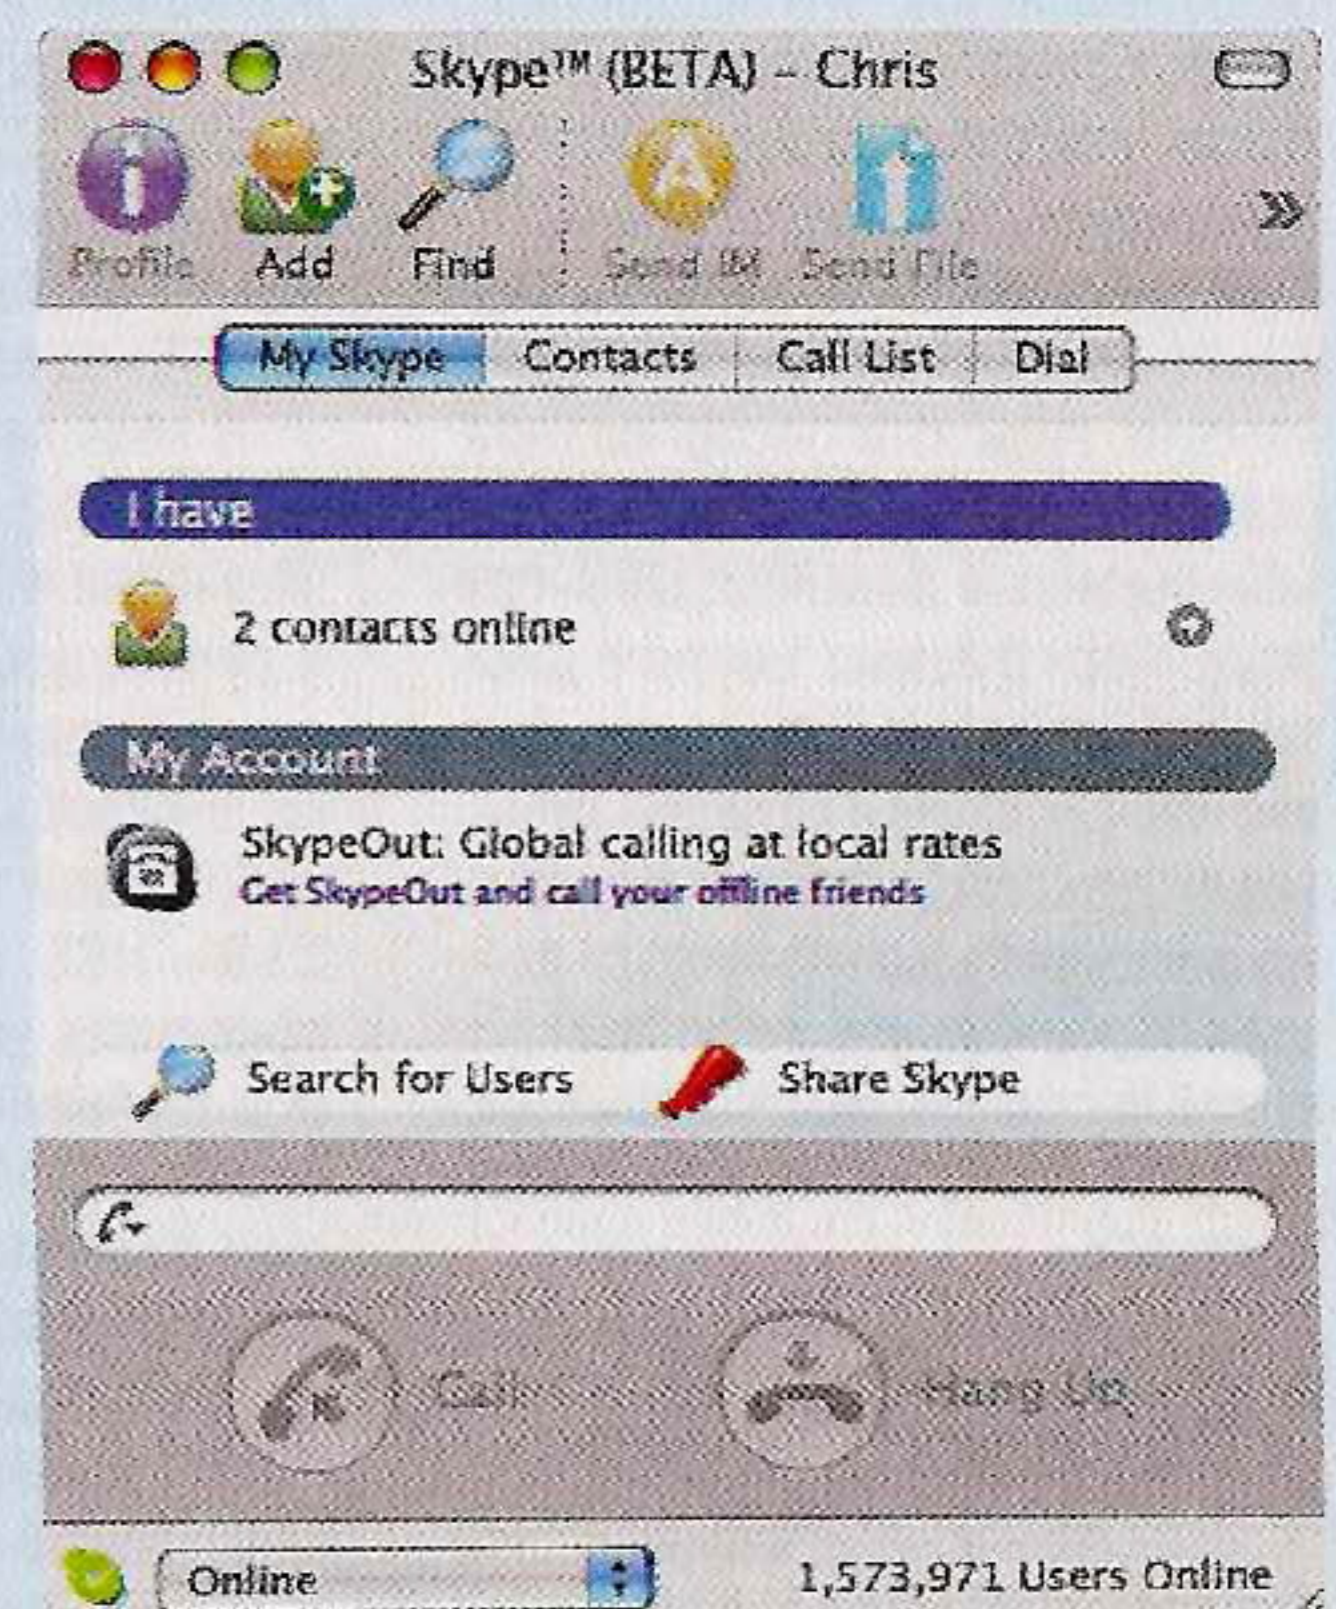 Skype™ (BETA) – Chris
Profile Add Find Send IM Send File
My Skype Contacts Call List Dial
I have
2 contacts online
My Account
SkypeOut: Global calling at local rates
Get SkypeOut and call your offline friends
Search for Users Share Skype
Call Hang Up
Online 1,573,971 Users Online